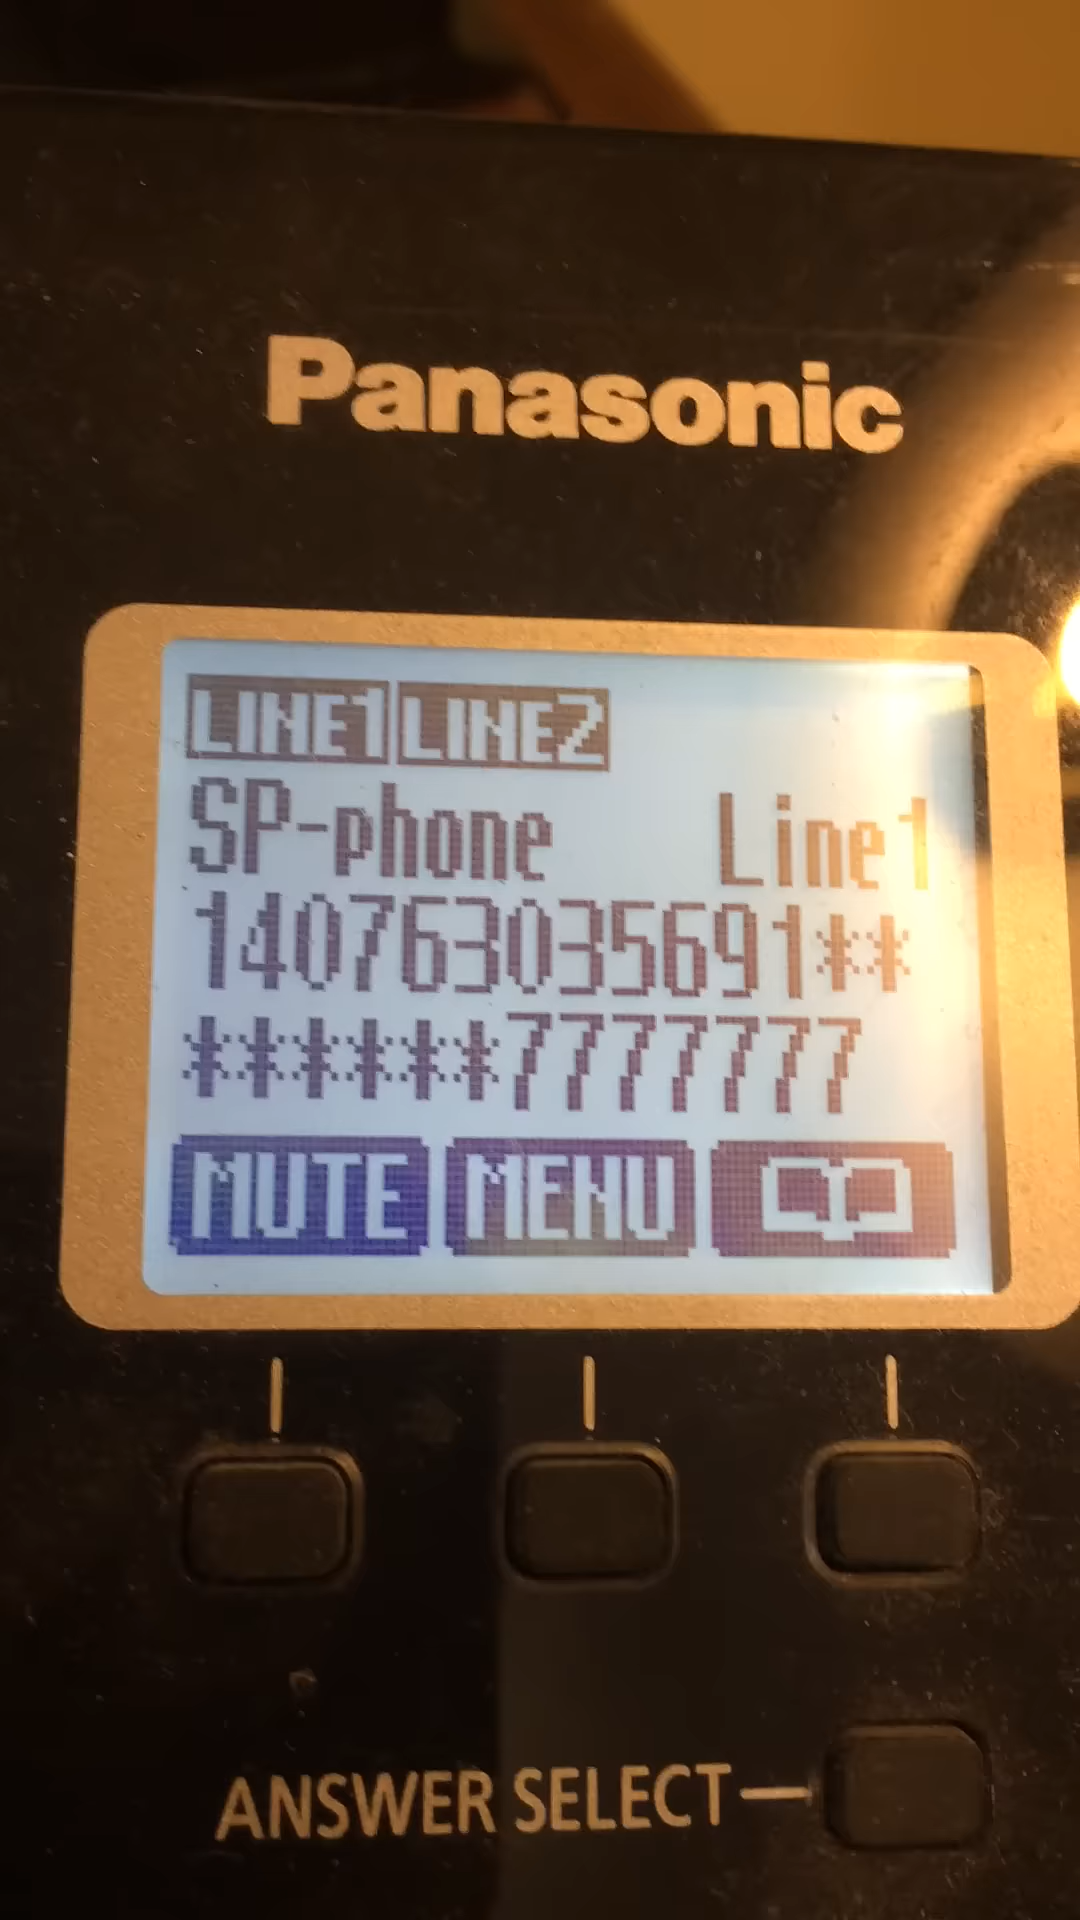 Panasonic
LINE1 LINE2
SP-phone Line1
140763035691**
******7777777
MUTE MENU
ANSWER SELECT